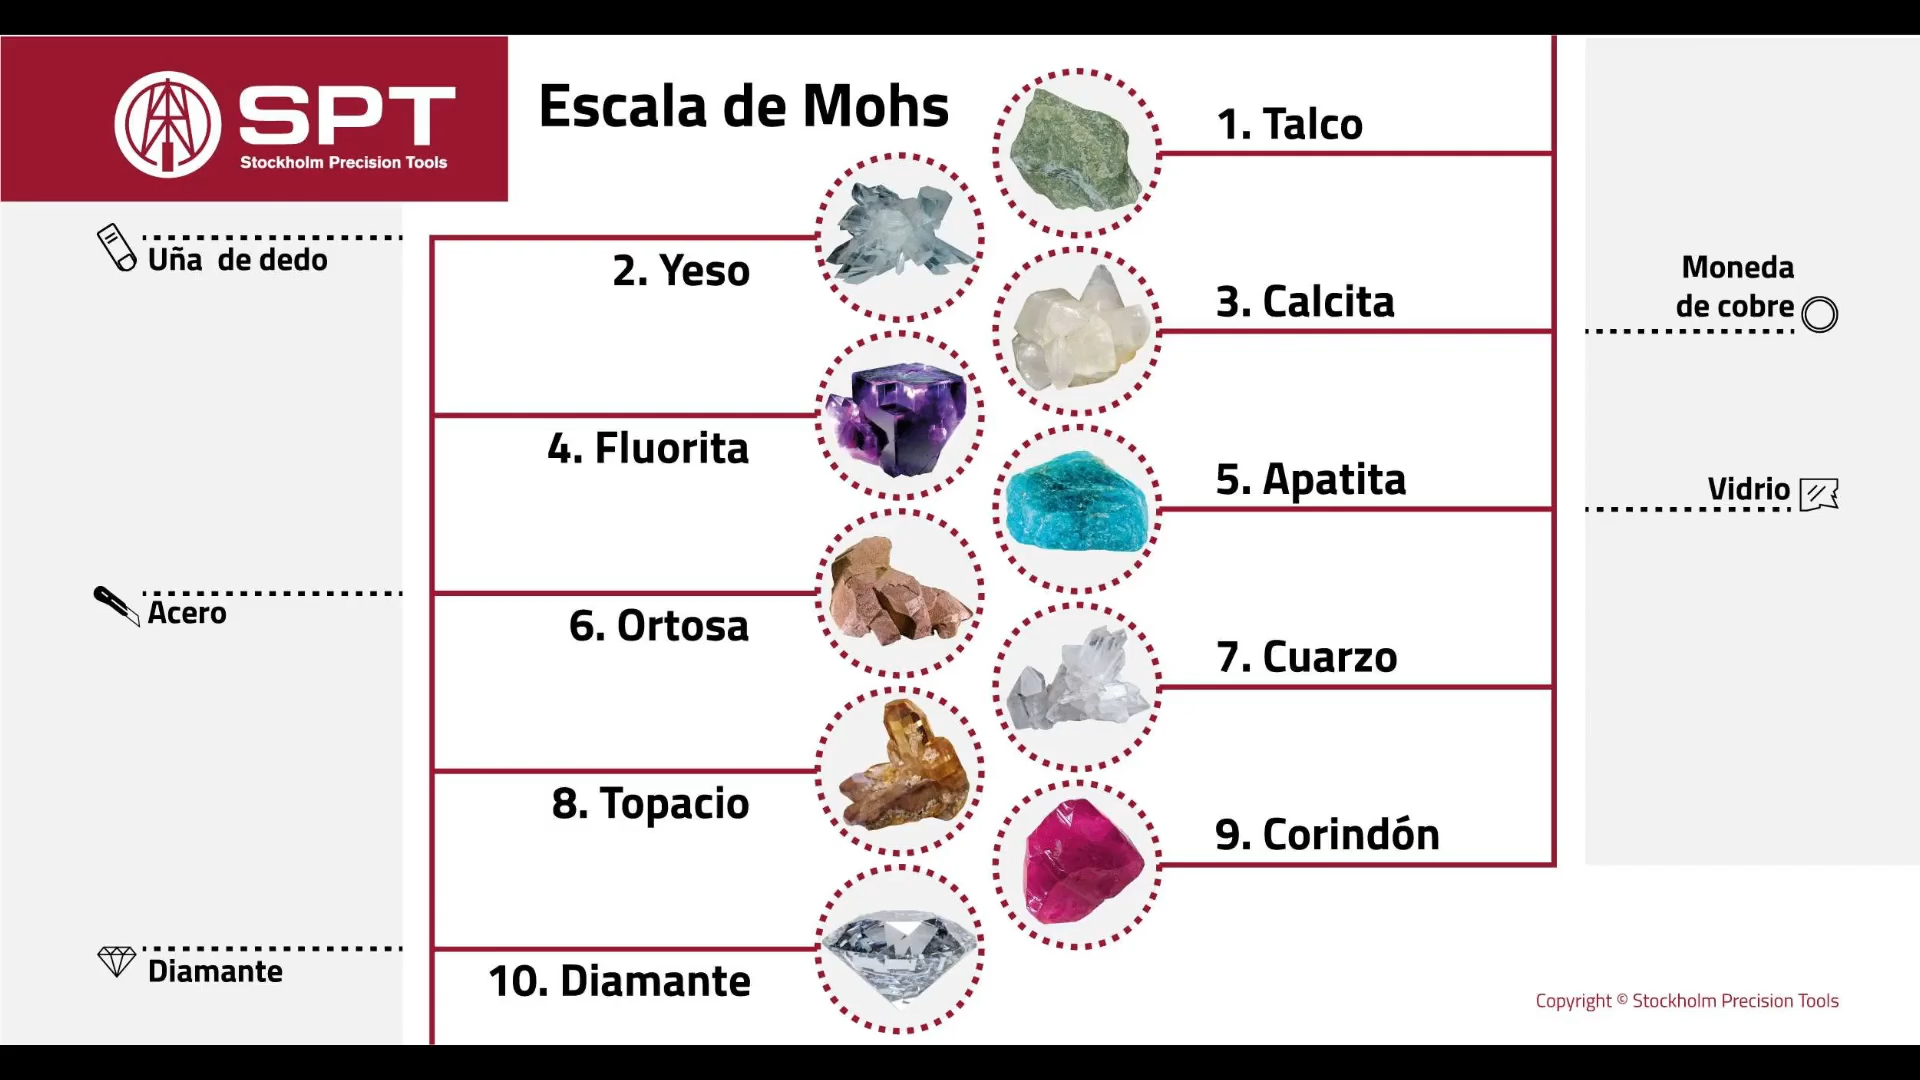 SPT
Stockholm Precision Tools
Escala de Mohs
1. Talco
Uña de dedo
2. Yeso
3. Calcita
Moneda
de cobre
4. Fluorita
5. Apatita
Vidrio
Acero
6. Ortosa
7. Cuarzo
8. Topacio
9. Corindón
Diamante
10. Diamante
Copyright © Stockholm Precision Tools